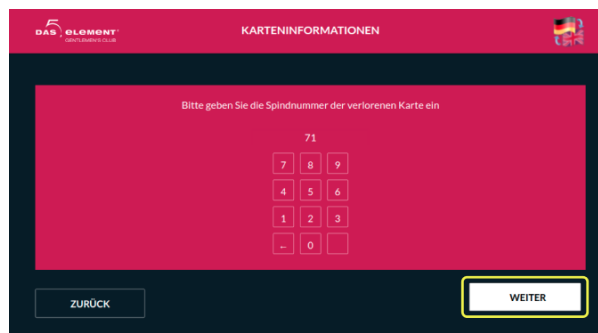 DAS 5. eLeMeNT
GENTLEMEN'S CLUB
KARTENINFORMATIONEN
Bitte geben Sie die Spindnummer der verlorenen Karte ein
71
7 8 9
4 5 6
1 2 3
← 0
ZURÜCK
WEITER